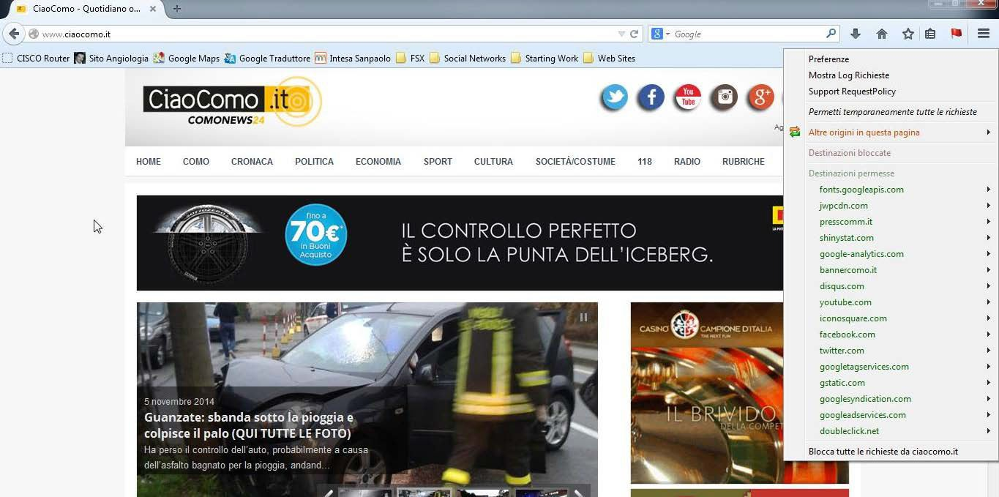 CiaoComo - Quotidiano o...
www.ciaocomo.it
Google
CISCO Router
Sito Angiologia
Google Maps
Google Traduttore
Intesa Sanpaolo
FSX
Social Networks
Starting Work
Web Sites
CiaoComo.it
COMONEWS24
You
Tube
g+
Ag
HOME
COMO
CRONACA
POLITICA
ECONOMIA
SPORT
CULTURA
SOCIETÀ/COSTUME
118
RADIO
RUBRICHE
SOTTOZERO
fino a
70€*
in Buoni
Acquisto
IL CONTROLLO PERFETTO
È SOLO LA PUNTA DELL'ICEBERG.
5 novembre 2014
Guanzate: sbanda sotto la pioggia e
colpisce il palo (QUI TUTTE LE FOTO)
Ha perso il controllo dell'auto, probabilmente a causa
dell'asfalto bagnato per la pioggia, andand...
CASINO' CAMPIONE D'ITALIA
THE NEXT FUN
IL BRIVIDO
DELLA COMPET
Preferenze
Mostra Log Richieste
Support RequestPolicy
Permetti temporaneamente tutte le richieste
Altre origini in questa pagina
Destinazioni bloccate
Destinazioni permesse
fonts.googleapis.com
jwpcdn.com
presscomm.it
shinystat.com
google-analytics.com
bannercomo.it
disqus.com
youtube.com
iconosquare.com
facebook.com
twitter.com
googletagservices.com
gstatic.com
googlesyndication.com
googleadservices.com
doubleclick.net
Blocca tutte le richieste da ciaocomo.it